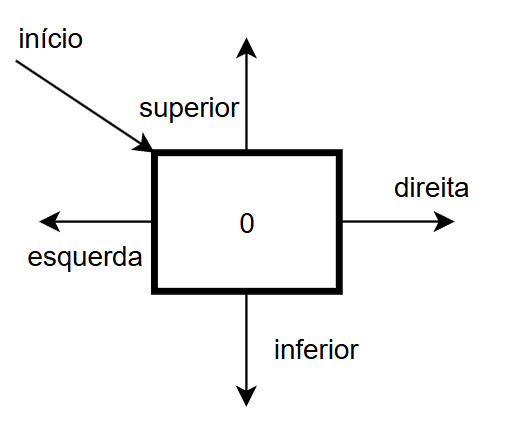 início
superior
direita
0
esquerda
inferior